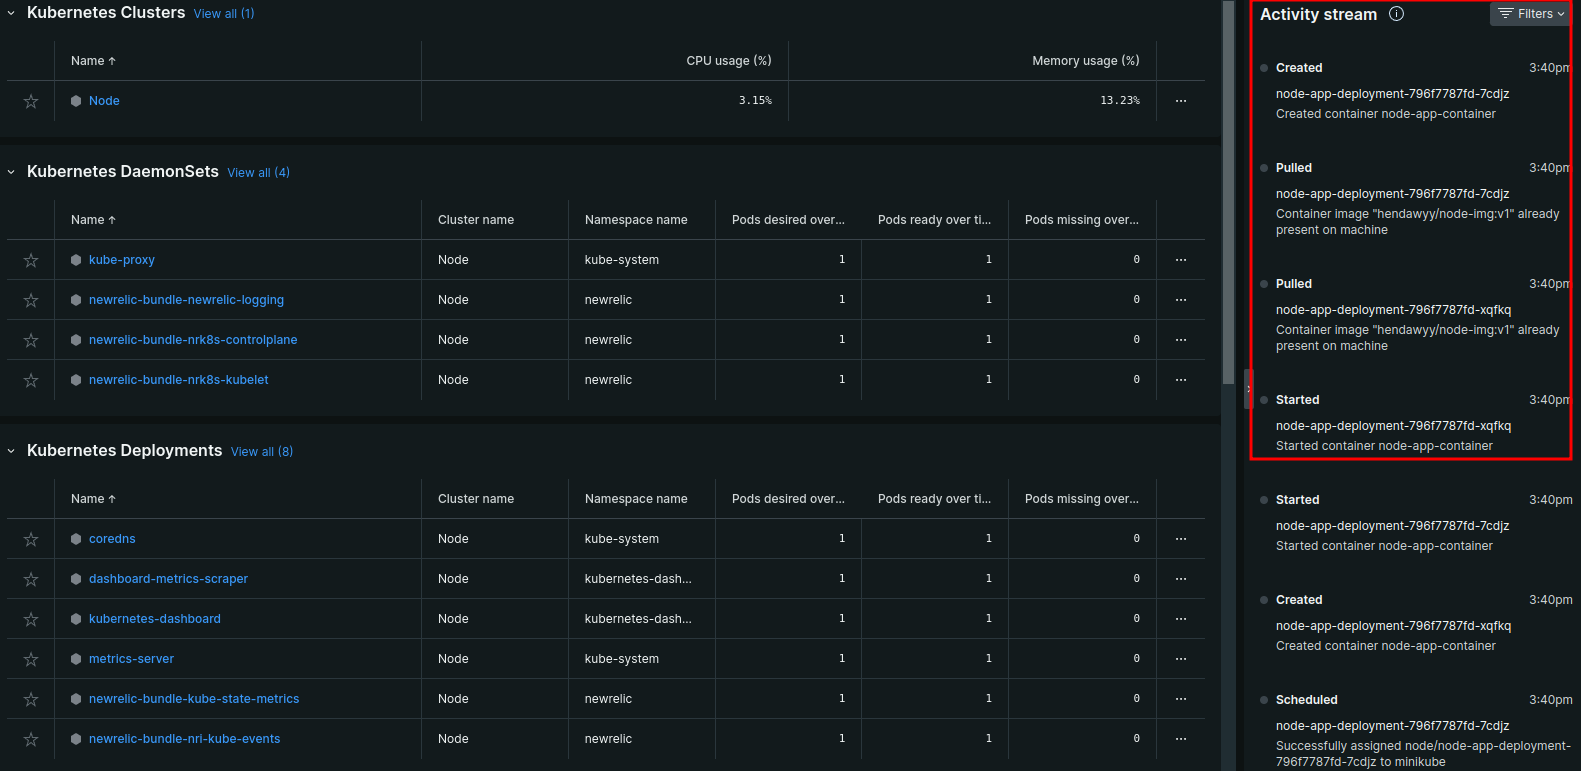 Kubernetes Clusters View all (1)
Name ↑ CPU usage (%) Memory usage (%)
Node 3.15% 13.23% ...
Kubernetes DaemonSets View all (4)
Name ↑ Cluster name Namespace name Pods desired over... Pods ready over ti... Pods missing over...
kube-proxy Node kube-system 1 1 0 ...
newrelic-bundle-newrelic-logging Node newrelic 1 1 0 ...
newrelic-bundle-nrk8s-controlplane Node newrelic 1 1 0 ...
newrelic-bundle-nrk8s-kubelet Node newrelic 1 1 0 ...
Kubernetes Deployments View all (8)
Name ↑ Cluster name Namespace name Pods desired over... Pods ready over ti... Pods missing over...
coredns Node kube-system 1 1 0 ...
dashboard-metrics-scraper Node kubernetes-dash... 1 1 0 ...
kubernetes-dashboard Node kubernetes-dash... 1 1 0 ...
metrics-server Node kube-system 1 1 0 ...
newrelic-bundle-kube-state-metrics Node newrelic 1 1 0 ...
newrelic-bundle-nri-kube-events Node newrelic 1 1 0 ...
Activity stream Filters
Created 3:40pm
node-app-deployment-796f7787fd-7cdjz
Created container node-app-container
Pulled 3:40pm
node-app-deployment-796f7787fd-7cdjz
Container image "hendawyy/node-img:v1" already
present on machine
Pulled 3:40pm
node-app-deployment-796f7787fd-xqfkq
Container image "hendawyy/node-img:v1" already
present on machine
Started 3:40pm
node-app-deployment-796f7787fd-xqfkq
Started container node-app-container
Started 3:40pm
node-app-deployment-796f7787fd-7cdjz
Started container node-app-container
Created 3:40pm
node-app-deployment-796f7787fd-xqfkq
Created container node-app-container
Scheduled 3:40pm
node-app-deployment-796f7787fd-7cdjz
Successfully assigned node/node-app-deployment-
796f7787fd-7cdjz to minikube